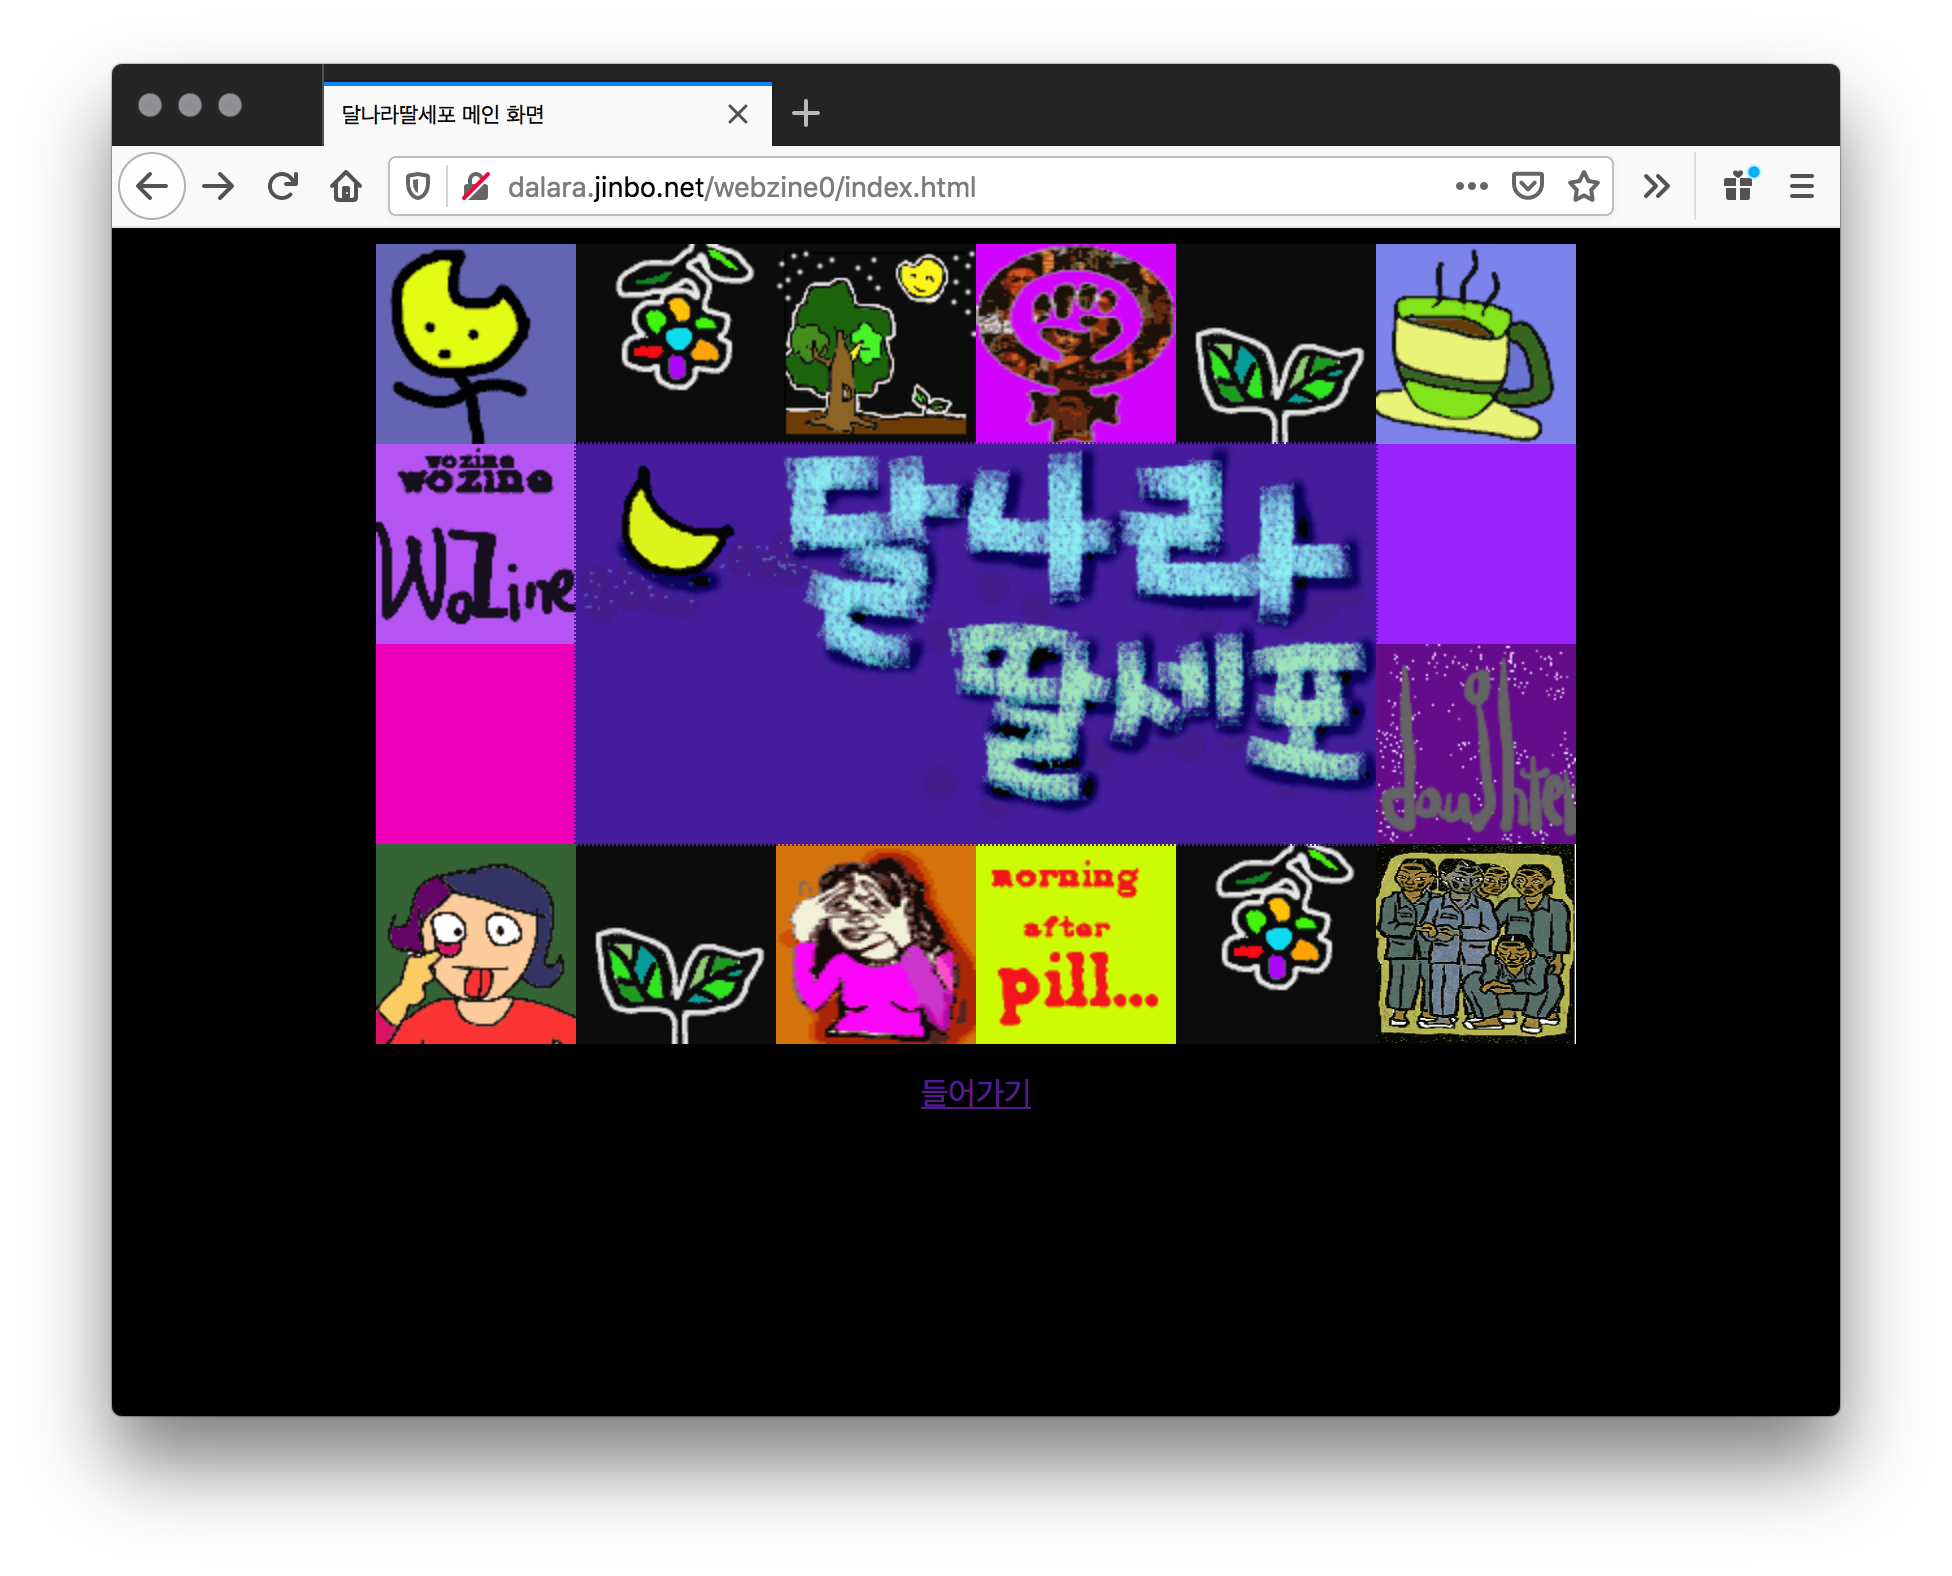 달나라딸세포 메인 화면
dalara.jinbo.net/webzine0/index.html
wozine
wozine
WoZine
달나라
딸세포
daughter
morning
after
pill...
들어가기